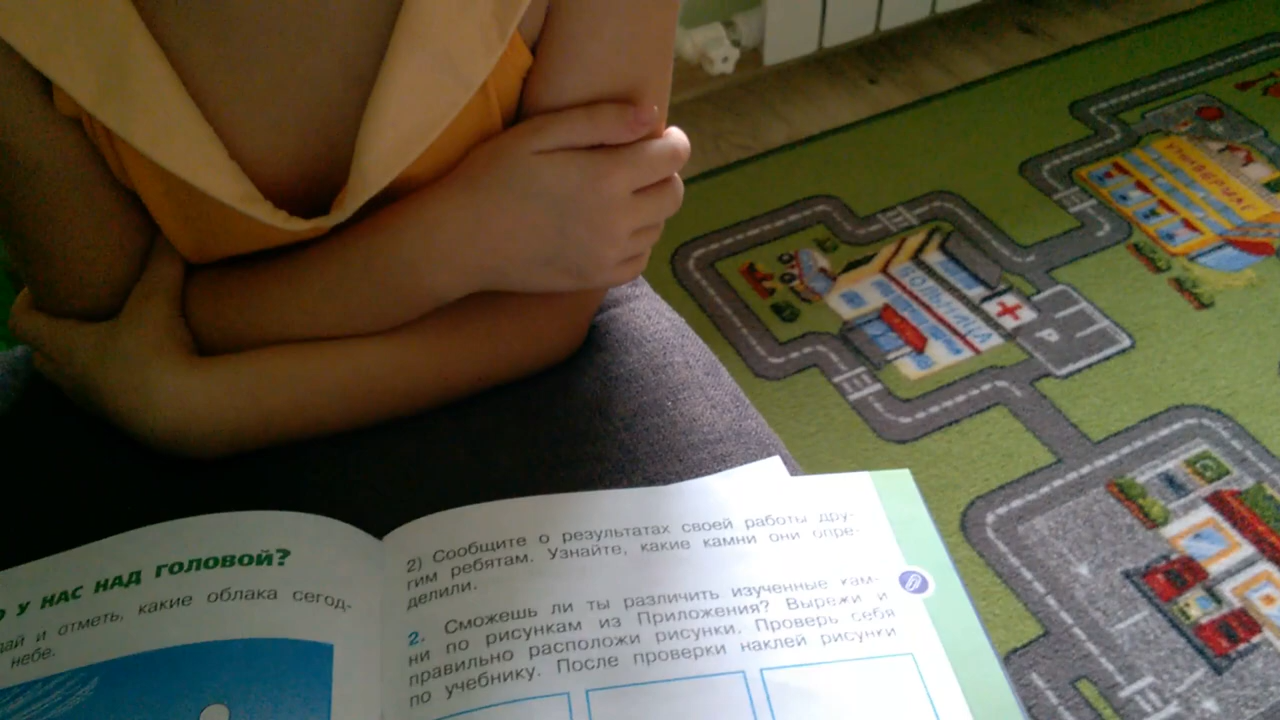 У НАС НАД ГОЛОВОЙ?
и отметь, какие облака сегод-
небе.
2) Сообщите о результатах своей работы дру-
гим ребятам. Узнайте, какие камни они опре-
делили.
2. Сможешь ли ты различить изученные кам-
ни по рисункам из Приложения? Вырежи и
правильно расположи рисунки. Проверь себя
по учебнику. После проверки наклей рисунки
УНИВЕРМАГ
БОЛЬНИЦА
P